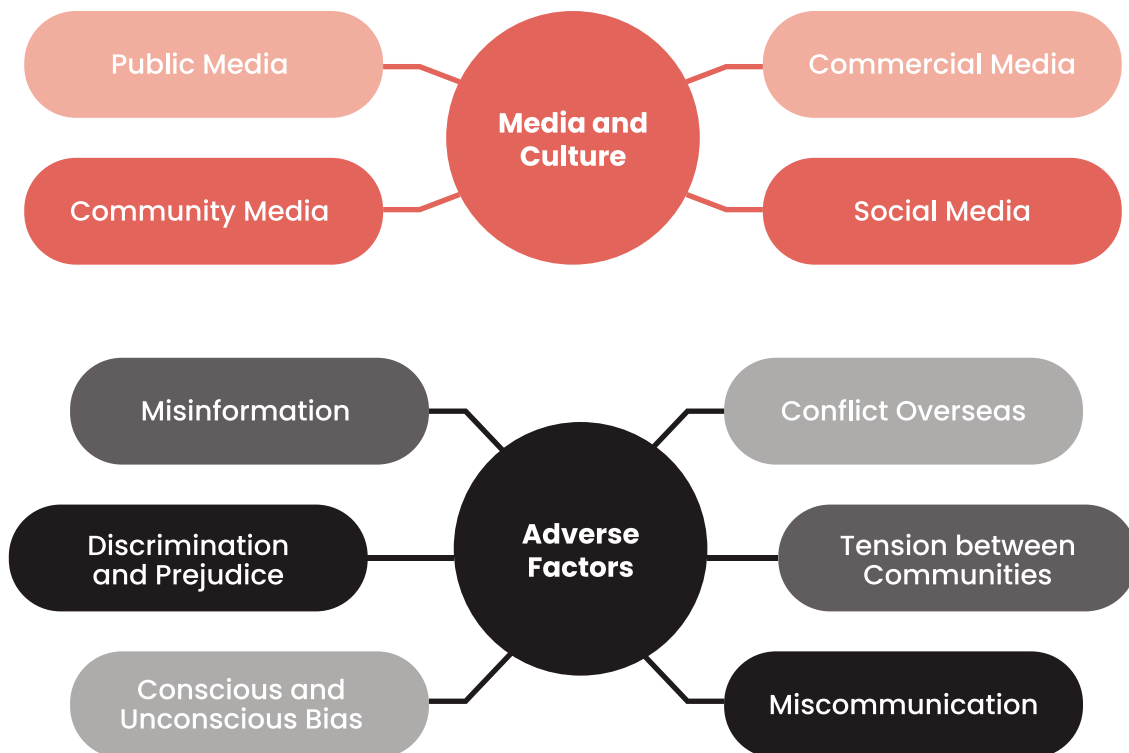 Public Media
Commercial Media
Media and
Culture
Community Media
Social Media
Misinformation
Conflict Overseas
Discrimination
and Prejudice
Adverse
Factors
Tension between
Communities
Conscious and
Unconscious Bias
Miscommunication